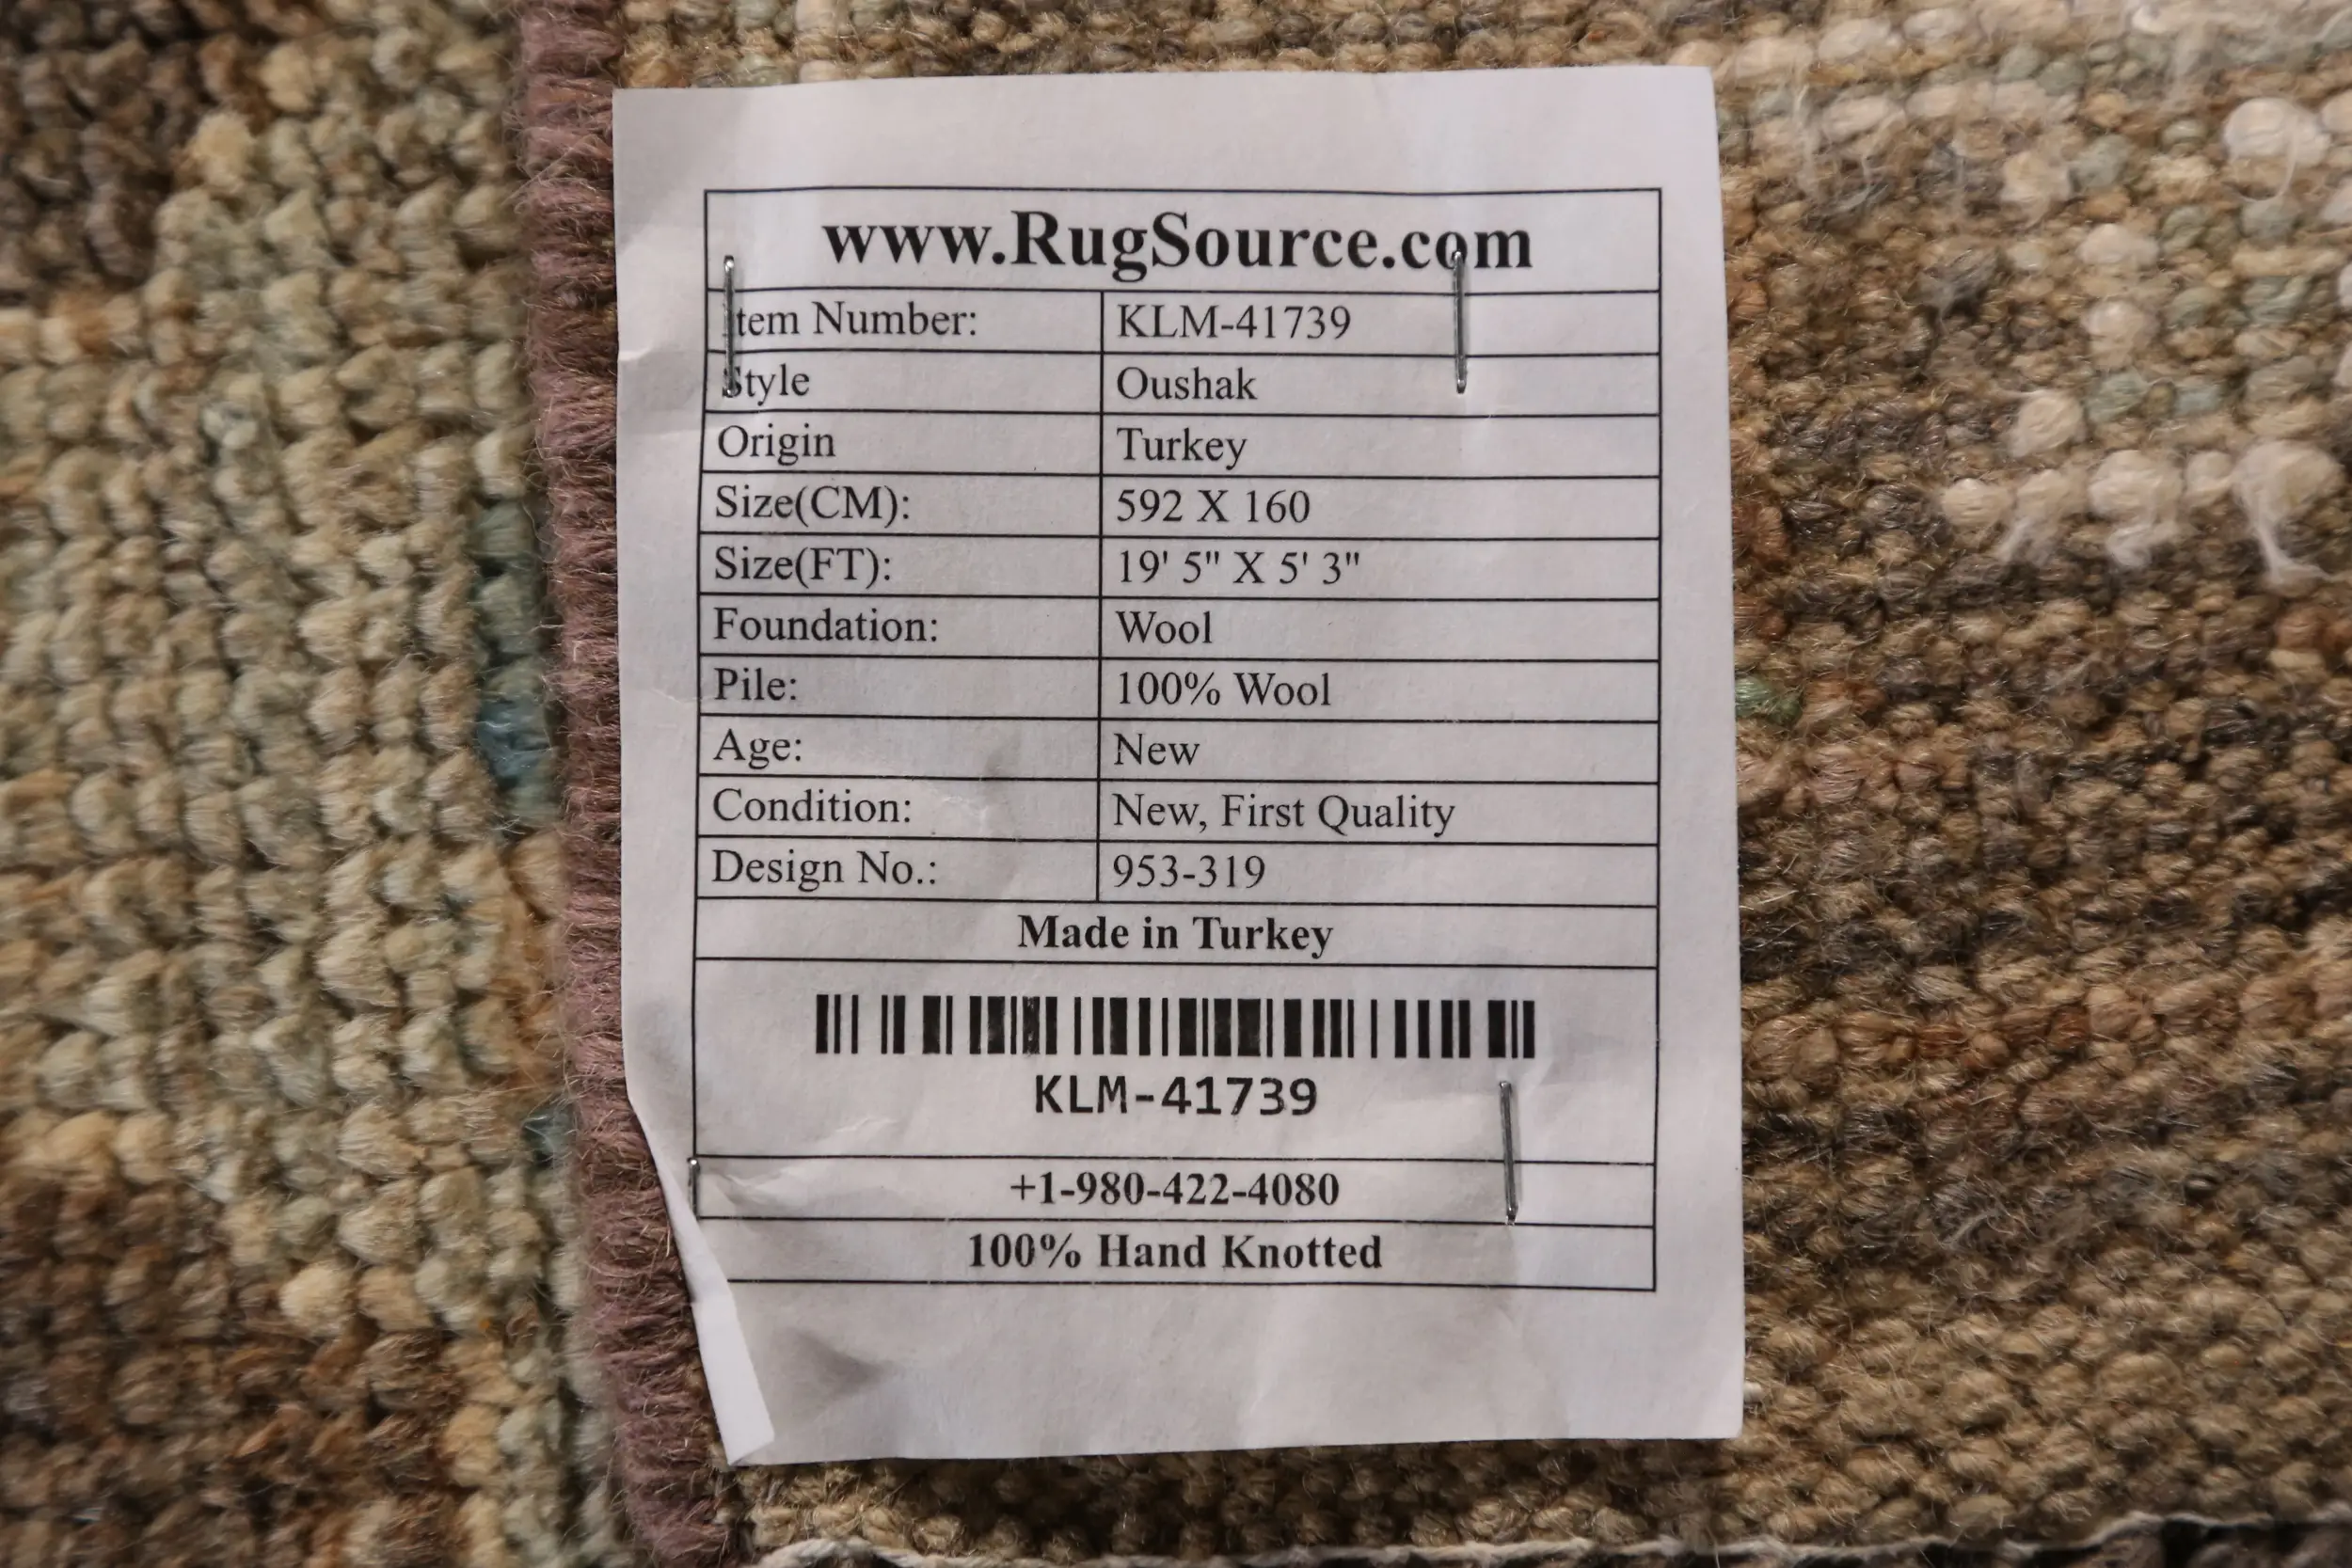 www.RugSource.com
Item Number: KLM-41739
Style Oushak
Origin Turkey
Size(CM): 592 X 160
Size(FT): 19' 5" X 5' 3"
Foundation: Wool
Pile: 100% Wool
Age: New
Condition: New, First Quality
Design No.: 953-319
Made in Turkey
KLM-41739
+1-980-422-4080
100% Hand Knotted